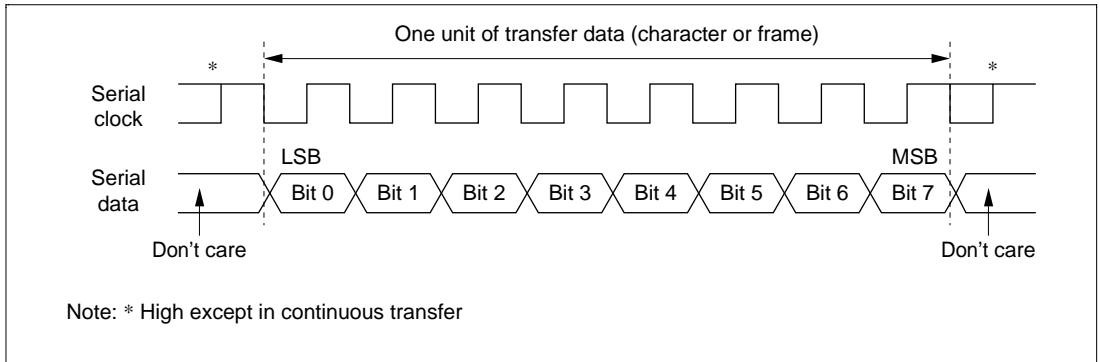 One unit of transfer data (character or frame)
* *
Serial
clock
LSB MSB
Serial
data
Bit 0 Bit 1 Bit 2 Bit 3 Bit 4 Bit 5 Bit 6 Bit 7
Don't care Don't care
Note: * High except in continuous transfer